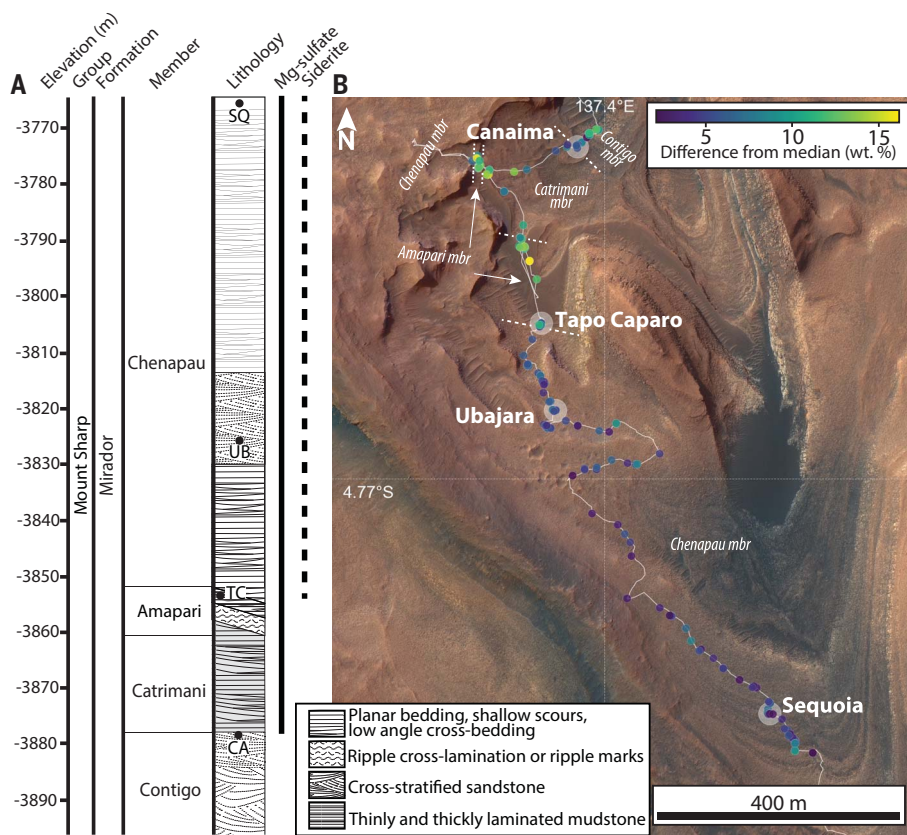 A
Elevation (m)
Group
Formation
Member
Lithology
Mg-sulfate
Siderite
-3770
-3780
-3790
-3800
-3810
-3820
-3830
-3840
-3850
-3860
-3870
-3880
-3890
Mount Sharp
Mirador
Chenapau
Amapari
Catrimani
Contigo
SQ
UB
TC
CA
Planar bedding, shallow scours,
low angle cross-bedding
Ripple cross-lamination or ripple marks
Cross-stratified sandstone
Thinly and thickly laminated mudstone
B
N
137.4°E
5
10
15
Difference from median (wt. %)
Canaima
Chenapau mbr
Contigo
mbr
Catrimani
mbr
Amapari mbr
Tapo Caparo
Ubajara
4.77°S
Chenapau mbr
Sequoia
400 m